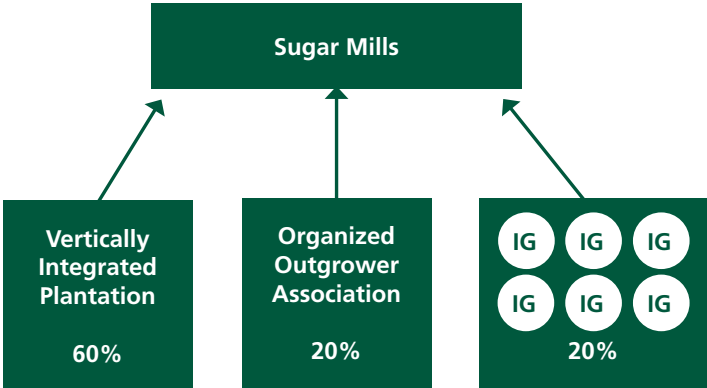 Sugar Mills
Vertically
Integrated
Plantation
60%
Organized
Outgrower
Association
20%
IG IG IG
IG IG IG
20%